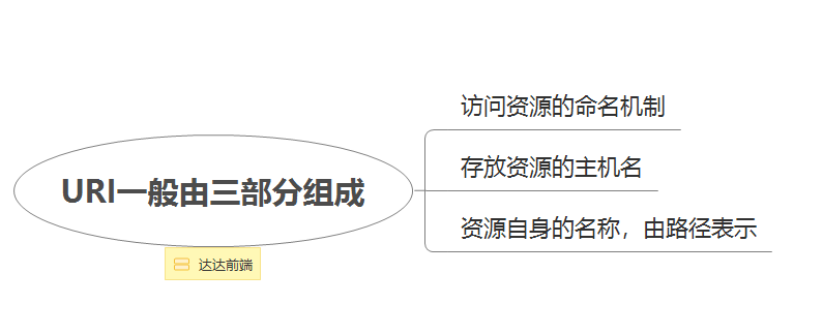 访问资源的命名机制
URI一般由三部分组成
存放资源的主机名
资源自身的名称，由路径表示
达达前端